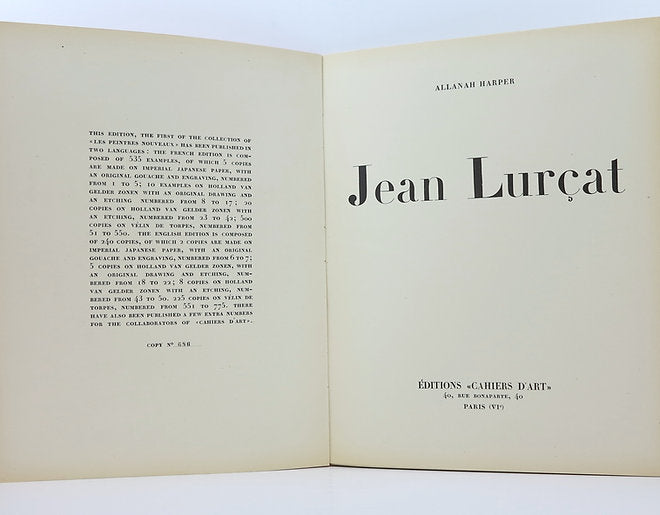 THIS EDITION, THE FIRST OF THE COLLECTION OF
«LES PEINTRES NOUVEAUX» HAS BEEN PUBLISHED IN
TWO LANGUAGES : THE FRENCH EDITION IS COM-
POSED OF 535 EXAMPLES, OF WHICH 5 COPIES
ARE MADE ON IMPERIAL JAPANESE PAPER, WITH
AN ORIGINAL GOUACHE AND ENGRAVING, NUMBERED
FROM 1 TO 5; 10 EXAMPLES ON HOLLAND VAN
GELDER ZONEN WITH AN ORIGINAL DRAWING AND
AN ETCHING NUMBERED FROM 8 TO 17; 20
COPIES ON HOLLAND VAN GELDER ZONEN WITH
AN ETCHING, NUMBERED FROM 23 TO 42; 500
COPIES ON VÉLIN DE TORPES, NUMBERED FROM
51 TO 550. THE ENGLISH EDITION IS COMPOSED
OF 240 COPIES, OF WHICH 2 COPIES ARE MADE ON
IMPERIAL JAPANESE PAPER, WITH AN ORIGINAL
GOUACHE AND ENGRAVING, NUMBERED FROM 6 TO 7;
5 COPIES ON HOLLAND VAN GELDER ZONEN, WITH
AN ORIGINAL DRAWING AND ETCHING, NUM-
BERED FROM 18 TO 22; 8 COPIES ON HOLLAND
VAN GELDER ZONEN WITH AN ETCHING, NUM-
BERED FROM 43 TO 50. 225 COPIES ON VÉLIN DE
TORPES, NUMBERED FROM 551 TO 775. THERE
HAVE ALSO BEEN PUBLISHED A FEW EXTRA NUMBERS
FOR THE COLLABORATORS OF «CAHIERS D'ART».
COPY Nº
ALLANAH HARPER
Jean Lurçat
ÉDITIONS «CAHIERS D'ART»
40, RUE BONAPARTE, 40
PARIS (VIe)